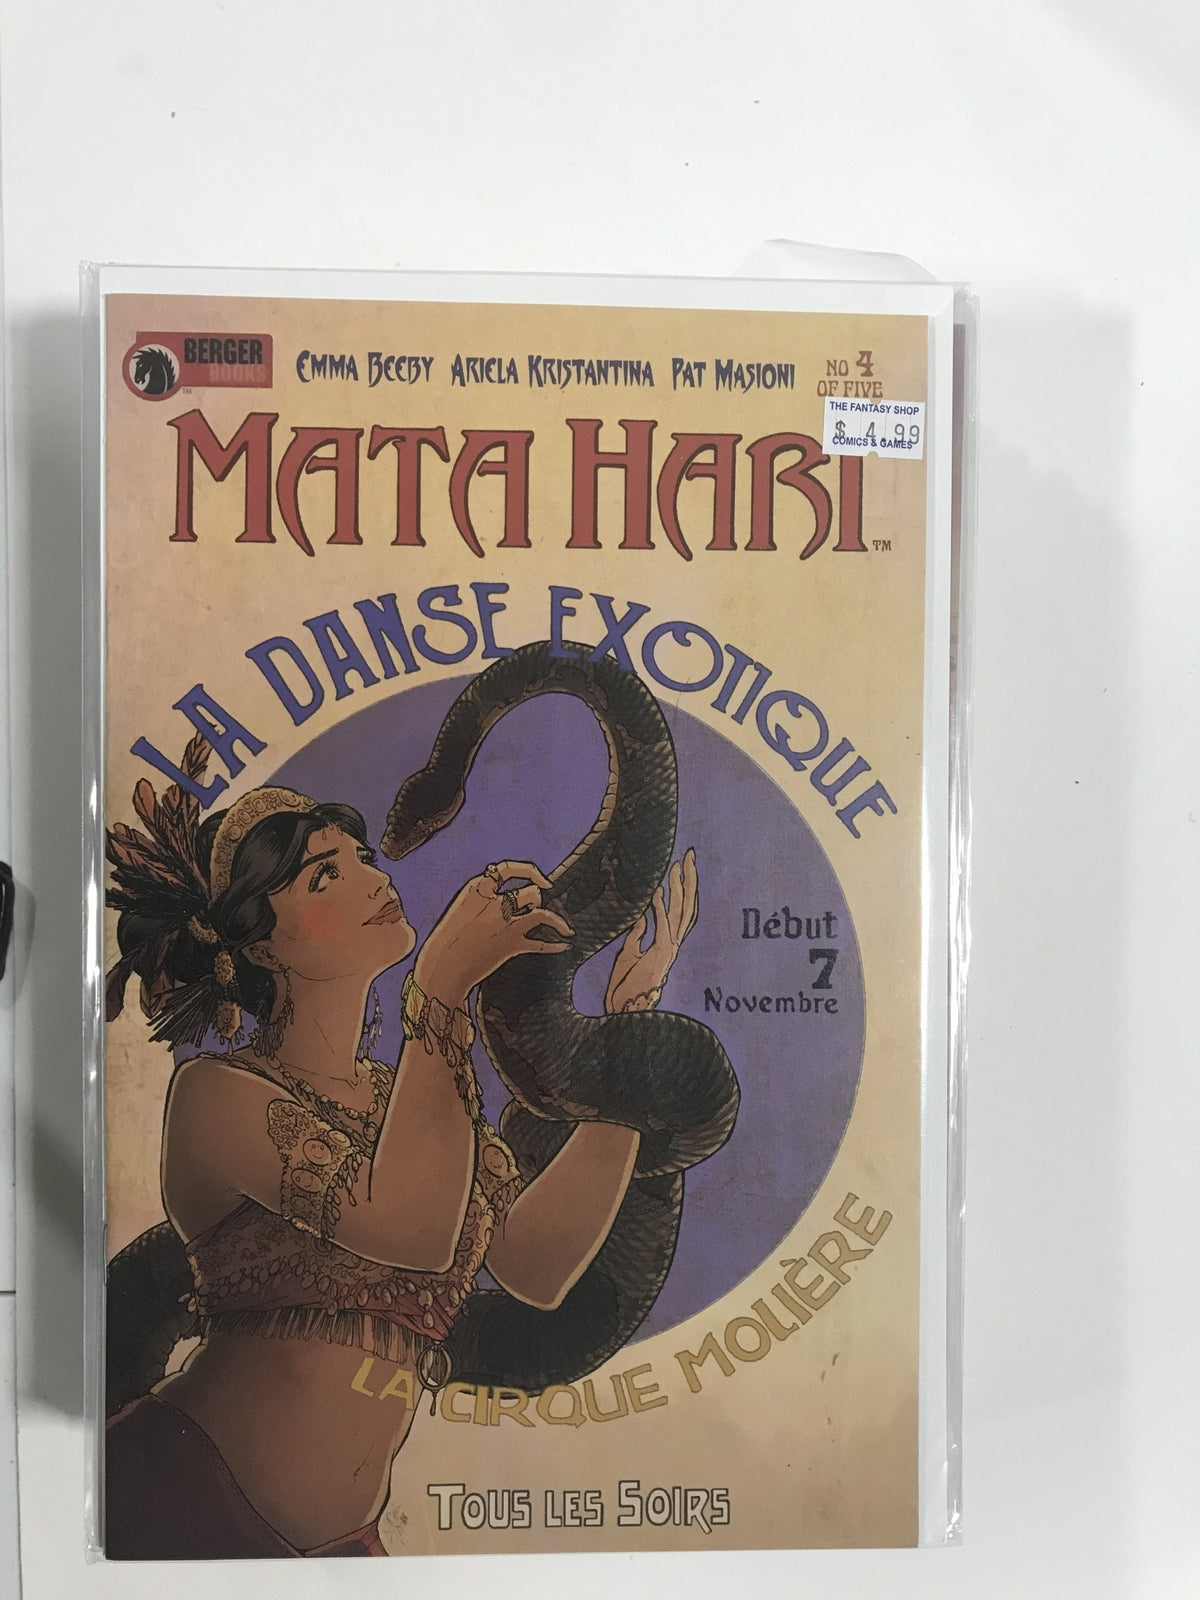 BERGER
BOOKS
TM
EMMA BEEBY ARIELA KRISTANTINA PAT MASIONI
NO 4
OF FIVE
THE FANTASY SHOP
$ 4.99
COMICS & GAMES
MATA HARI
TM
LA DANSE EXOTIQUE
Début
7
Novembre
LA CIRQUE MOLIÈRE
TOUS LES SOIRS